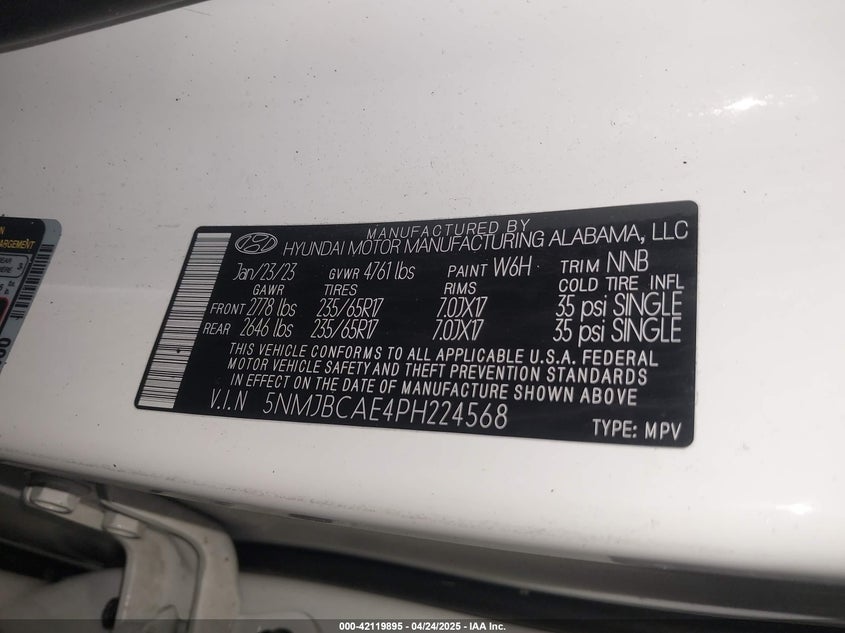 ARGEMENT
MANUFACTURED BY
HYUNDAI MOTOR MANUFACTURING ALABAMA, LLC
Jan/23/23 GVWR 4761 lbs PAINT W6H TRIM NNB
GAWR TIRES RIMS COLD TIRE INFL
FRONT 2778 lbs 235/65R17 7.0JX17 35 psi SINGLE
REAR 2646 lbs 235/65R17 7.0JX17 35 psi SINGLE
THIS VEHICLE CONFORMS TO ALL APPLICABLE U.S.A. FEDERAL
MOTOR VEHICLE SAFETY AND THEFT PREVENTION STANDARDS
IN EFFECT ON THE DATE OF MANUFACTURE SHOWN ABOVE
V.I.N 5NMJBCAE4PH224568
TYPE: MPV
000-42119895 04/24/2025 - IAA Inc.